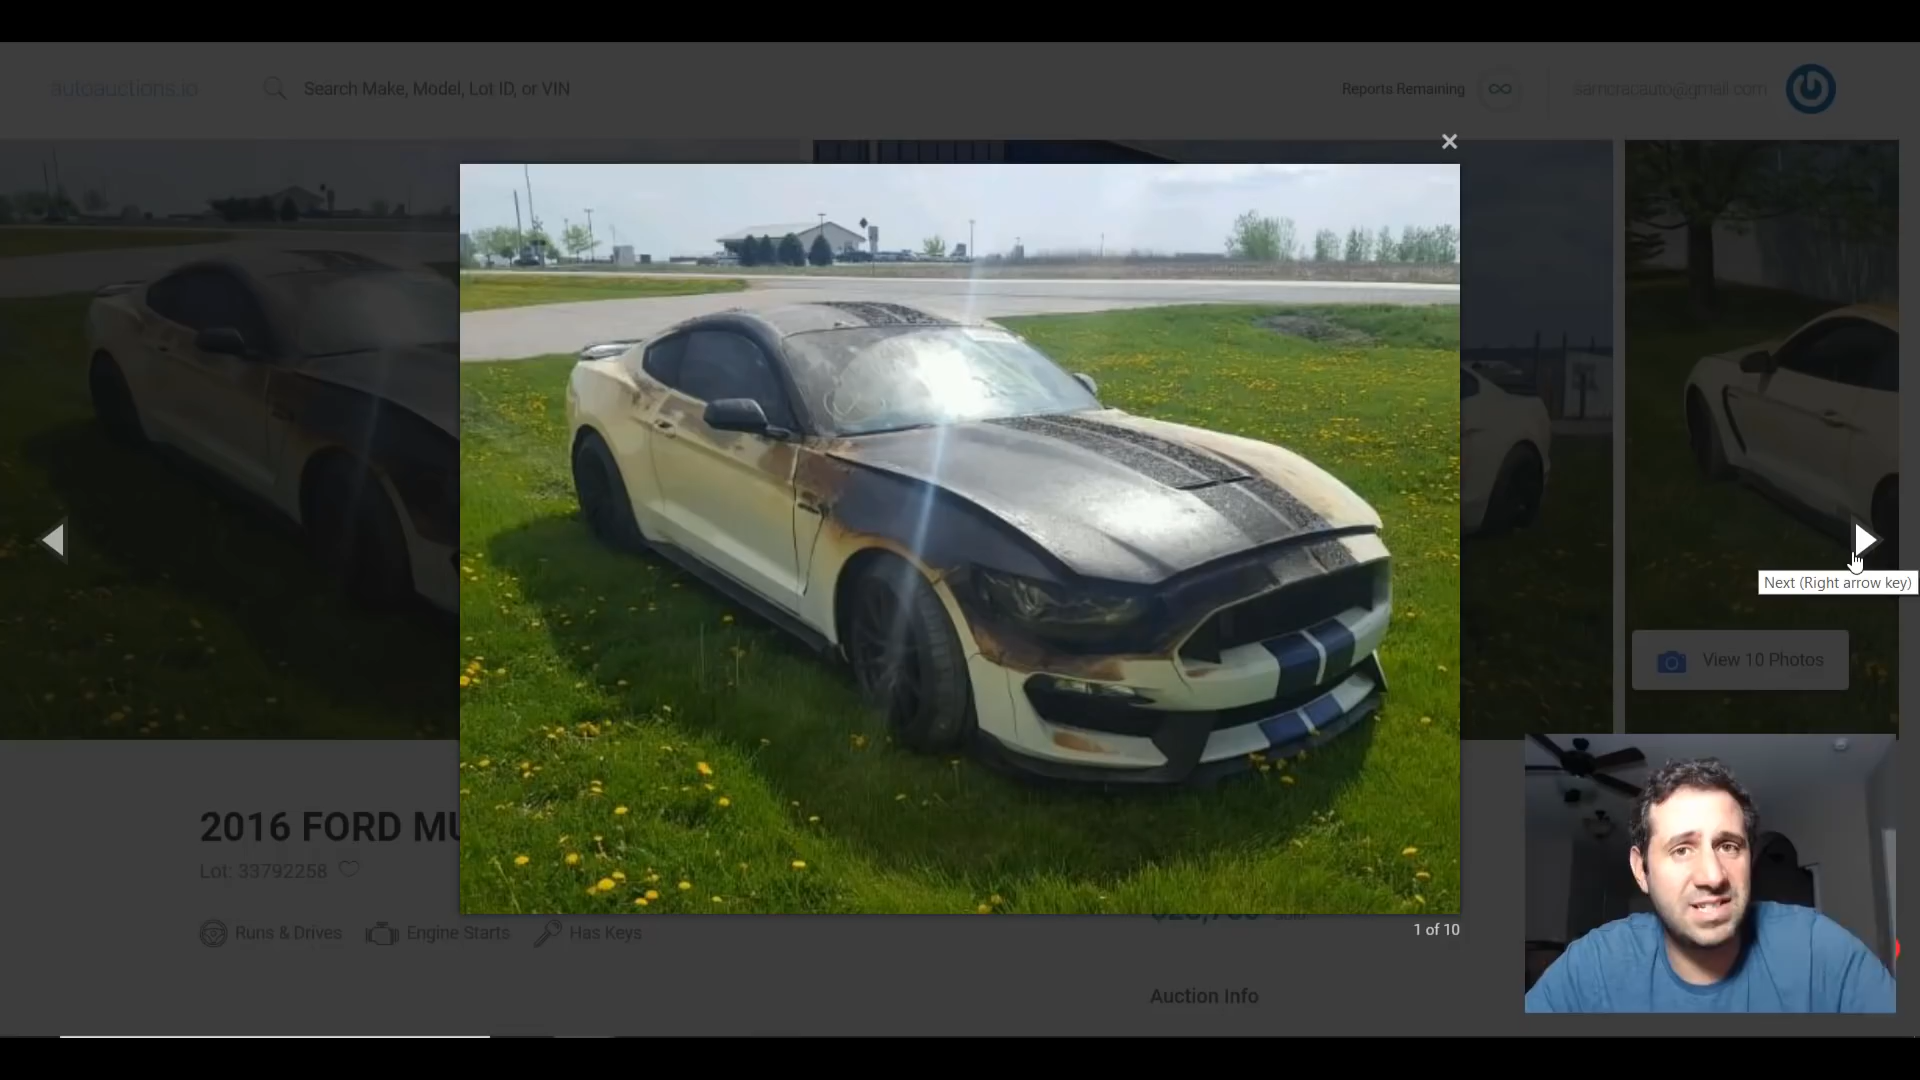 autoauctions.io
Search Make, Model, Lot ID, or VIN
Reports Remaining
Next (Right arrow key)
View 10 Photos
2016 FORD MU
Lot: 33792258
Runs & Drives
Engine Starts
Has Keys
1 of 10
Auction Info